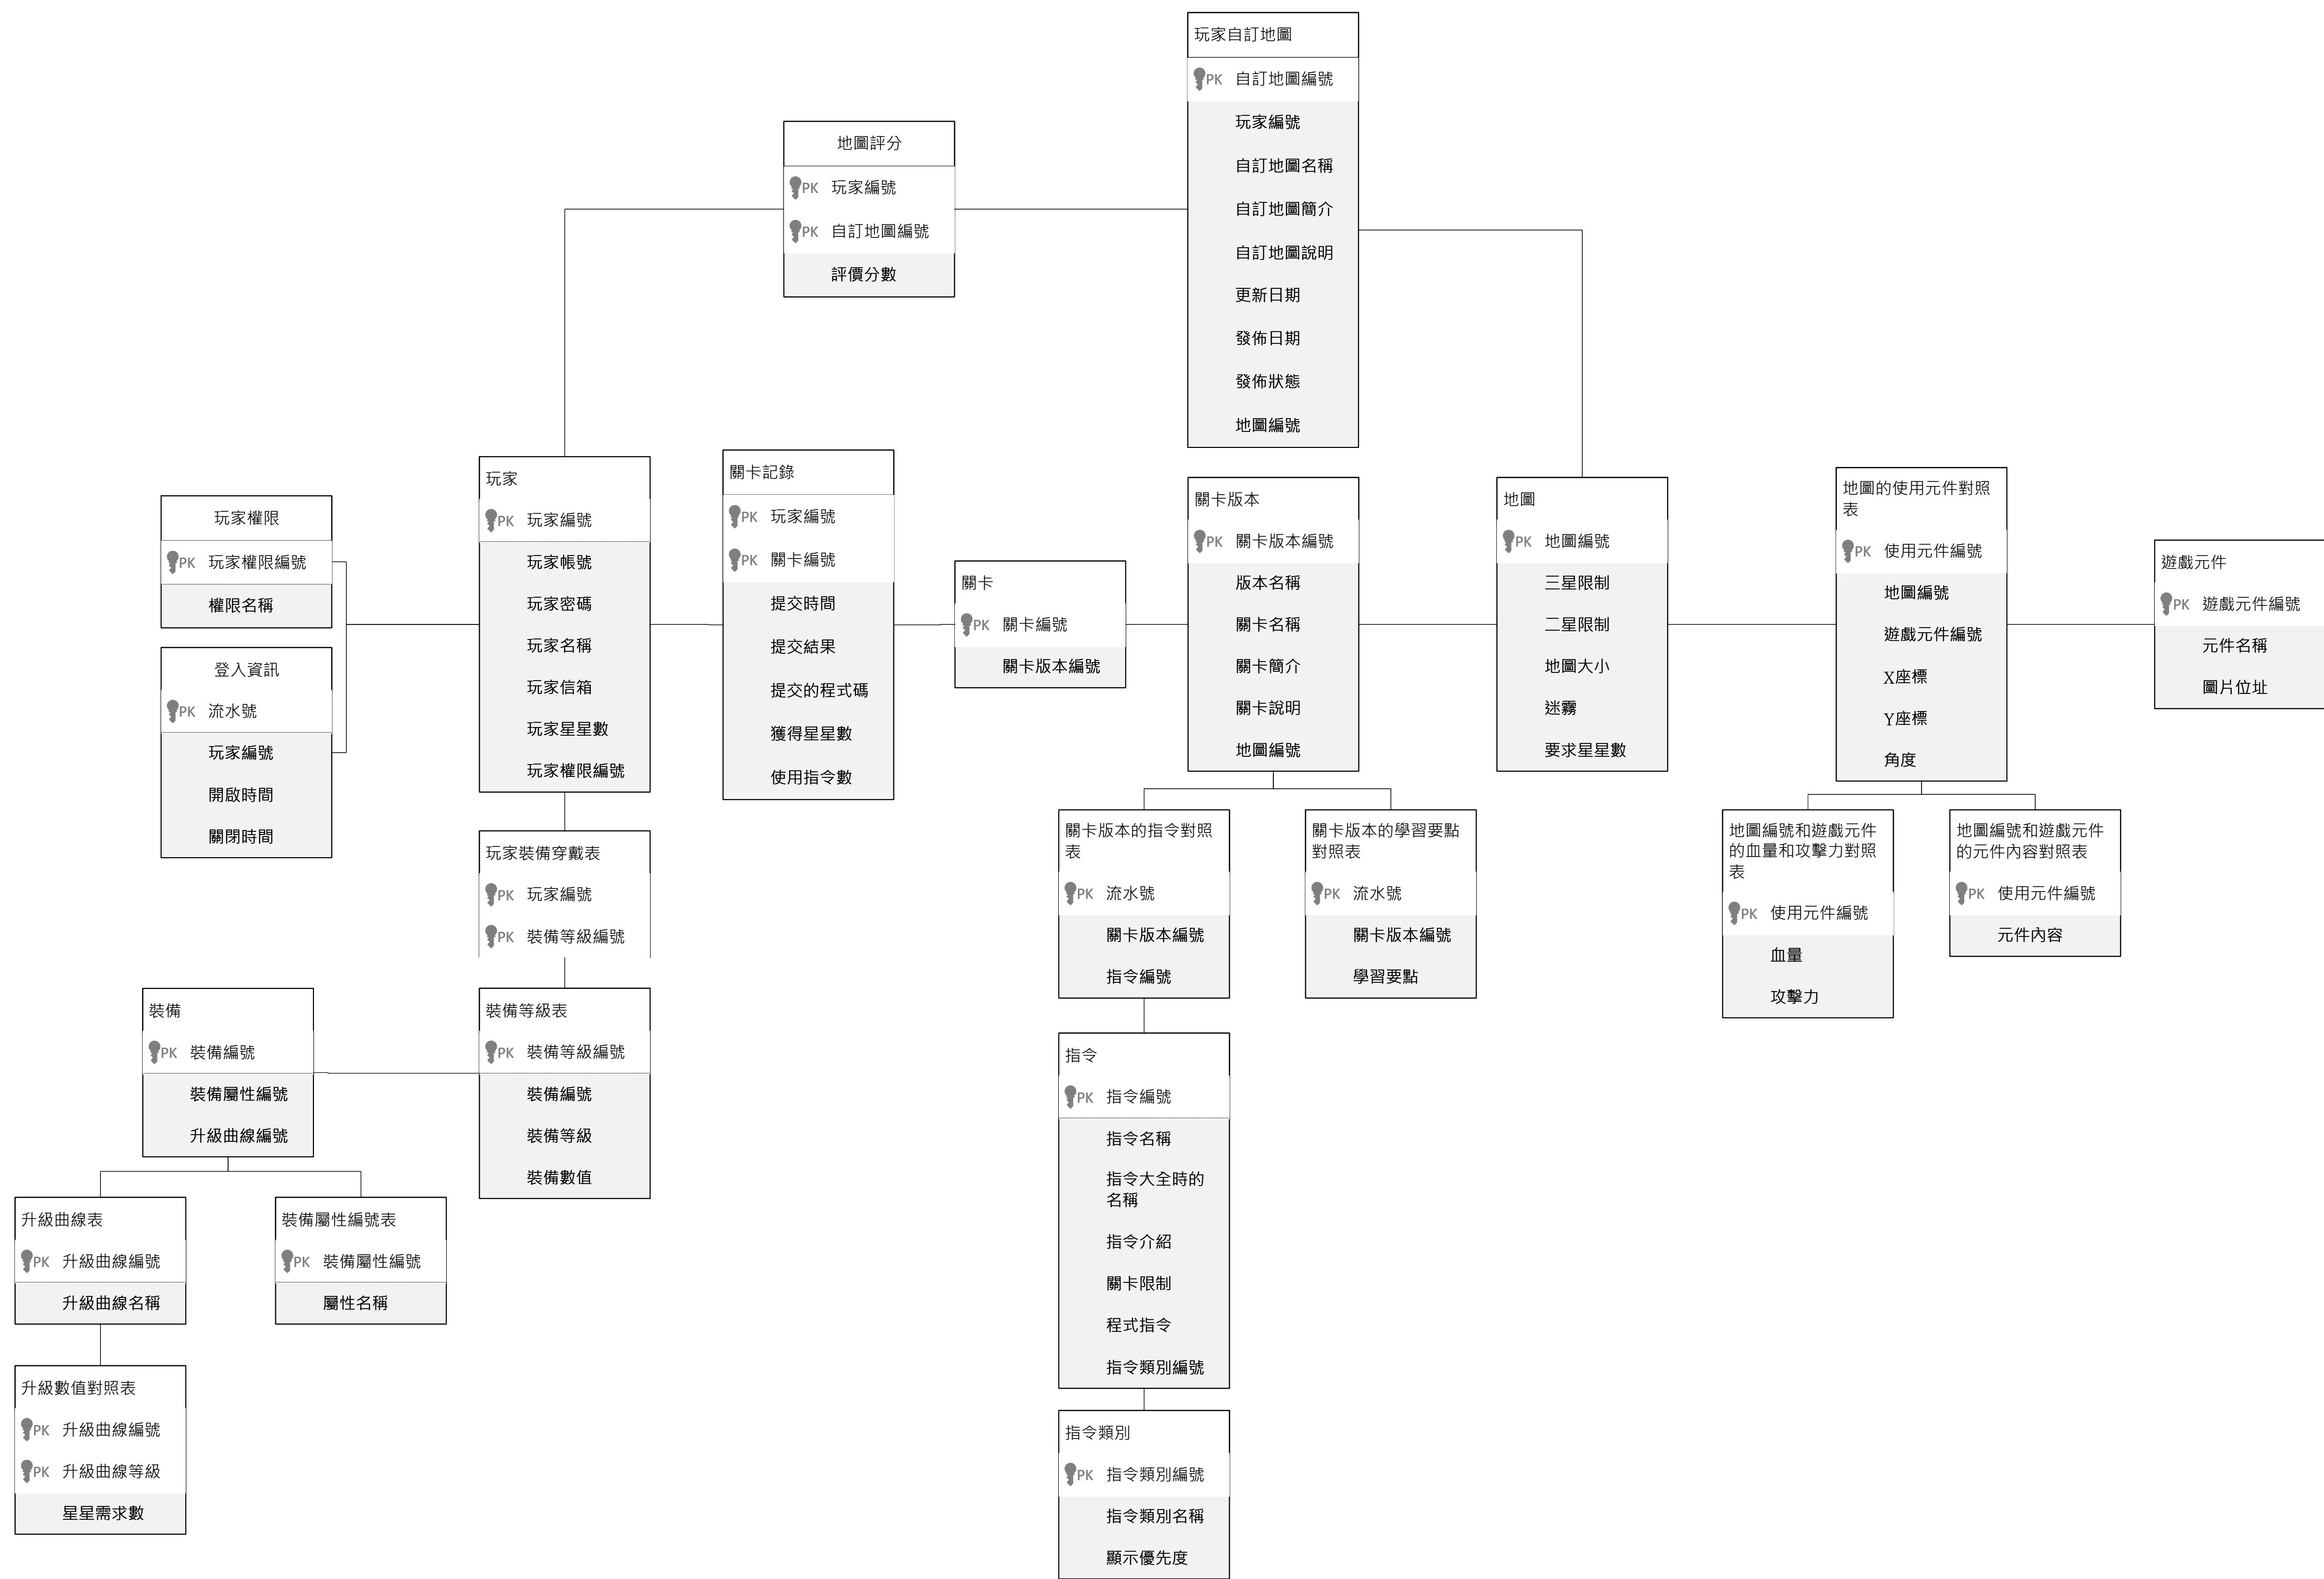 玩家自訂地圖
PK 自訂地圖編號
玩家編號
自訂地圖名稱
自訂地圖簡介
自訂地圖說明
更新日期
發佈日期
發佈狀態
地圖編號
地圖評分
PK 玩家編號
PK 自訂地圖編號
評價分數
玩家權限
PK 玩家權限編號
權限名稱
登入資訊
PK 流水號
玩家編號
開啟時間
關閉時間
玩家
PK 玩家編號
玩家帳號
玩家密碼
玩家名稱
玩家信箱
玩家星星數
玩家權限編號
關卡記錄
PK 玩家編號
PK 關卡編號
提交時間
提交結果
提交的程式碼
獲得星星數
使用指令數
關卡
PK 關卡編號
關卡版本編號
關卡版本
PK 關卡版本編號
版本名稱
關卡名稱
關卡簡介
關卡說明
地圖編號
地圖
PK 地圖編號
三星限制
二星限制
地圖大小
迷霧
要求星星數
地圖的使用元件對照
表
PK 使用元件編號
地圖編號
遊戲元件編號
X座標
Y座標
角度
遊戲元件
PK 遊戲元件編號
元件名稱
圖片位址
玩家裝備穿戴表
PK 玩家編號
PK 裝備等級編號
關卡版本的指令對照
表
PK 流水號
關卡版本編號
指令編號
關卡版本的學習要點
對照表
PK 流水號
關卡版本編號
學習要點
地圖編號和遊戲元件
的血量和攻擊力對照
表
PK 使用元件編號
血量
攻擊力
地圖編號和遊戲元件
的元件內容對照表
PK 使用元件編號
元件內容
裝備
PK 裝備編號
裝備屬性編號
升級曲線編號
裝備等級表
PK 裝備等級編號
裝備編號
裝備等級
裝備數值
指令
PK 指令編號
指令名稱
指令大全時的
名稱
指令介紹
關卡限制
程式指令
指令類別編號
升級曲線表
PK 升級曲線編號
升級曲線名稱
裝備屬性編號表
PK 裝備屬性編號
屬性名稱
升級數值對照表
PK 升級曲線編號
PK 升級曲線等級
星星需求數
指令類別
PK 指令類別編號
指令類別名稱
顯示優先度